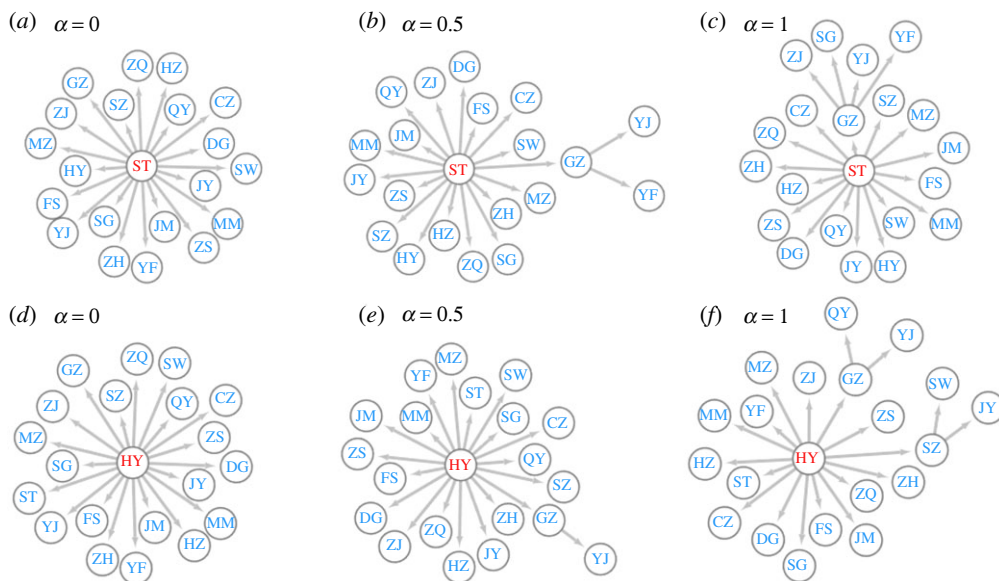 (a) α = 0
ZQ
HZ
GZ
SZ
QY
CZ
ZJ
MZ
DG
HY
ST
SW
JY
FS
YJ
SG
JM
MM
ZS
ZH
YF
(b) α = 0.5
DG
ZJ
QY
CZ
FS
YJ
JM
MM
SW
GZ
JY
ST
ZS
MZ
YF
ZH
SZ
HZ
HY
ZQ
SG
(c) α = 1
SG
YF
ZJ
YJ
SZ
CZ
GZ
MZ
ZQ
JM
ZH
ST
FS
HZ
ZS
QY
SW
MM
DG
JY
HY
(d) α = 0
ZQ
SW
GZ
SZ
QY
CZ
ZJ
MZ
ZS
SG
HY
DG
JY
ST
YJ
FS
JM
MM
HZ
ZH
YF
(e) α = 0.5
MZ
YF
SW
ST
JM
MM
SG
CZ
ZS
HY
QY
FS
SZ
DG
ZQ
ZH
GZ
ZJ
JY
HZ
YJ
(f) α = 1
QY
YJ
MZ
ZJ
GZ
SW
MM
YF
ZS
JY
HZ
HY
SZ
ST
ZH
ZQ
CZ
DG
FS
JM
SG